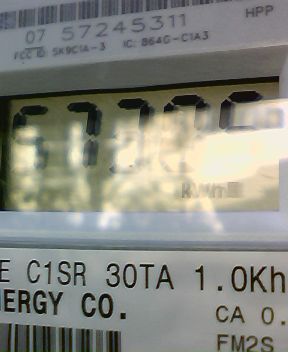 HPP
07 57245311
FCC ID: SK9C1A-3 IC: 864G-C1A3
kWh
E C1SR 30TA 1.0Kh
ERGY CO.
CA 0.
FM2S